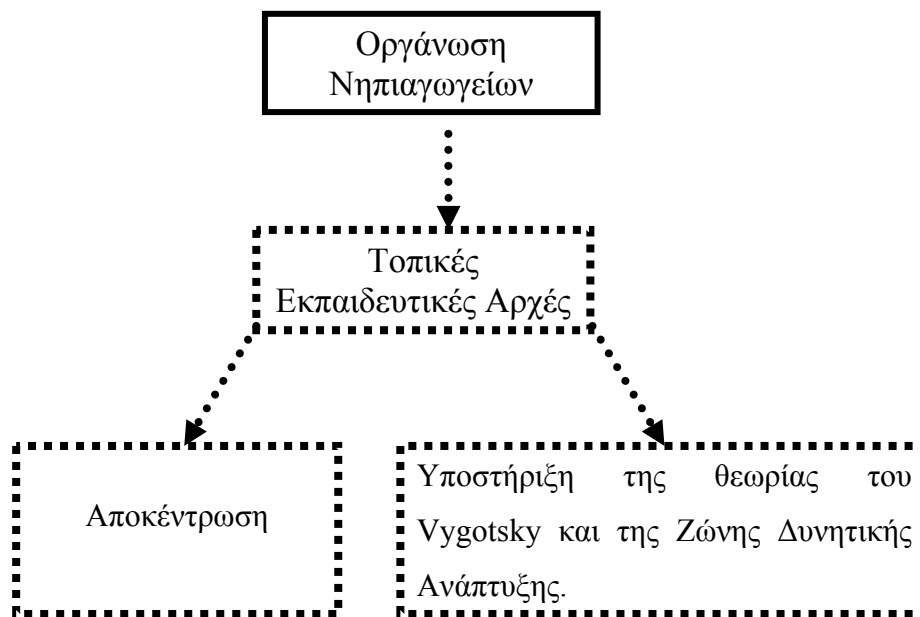 Οργάνωση
Νηπιαγωγείων
Τοπικές
Εκπαιδευτικές Αρχές
Αποκέντρωση
Υποστήριξη της θεωρίας του
Vygotsky και της Ζώνης Δυνητικής
Ανάπτυξης.